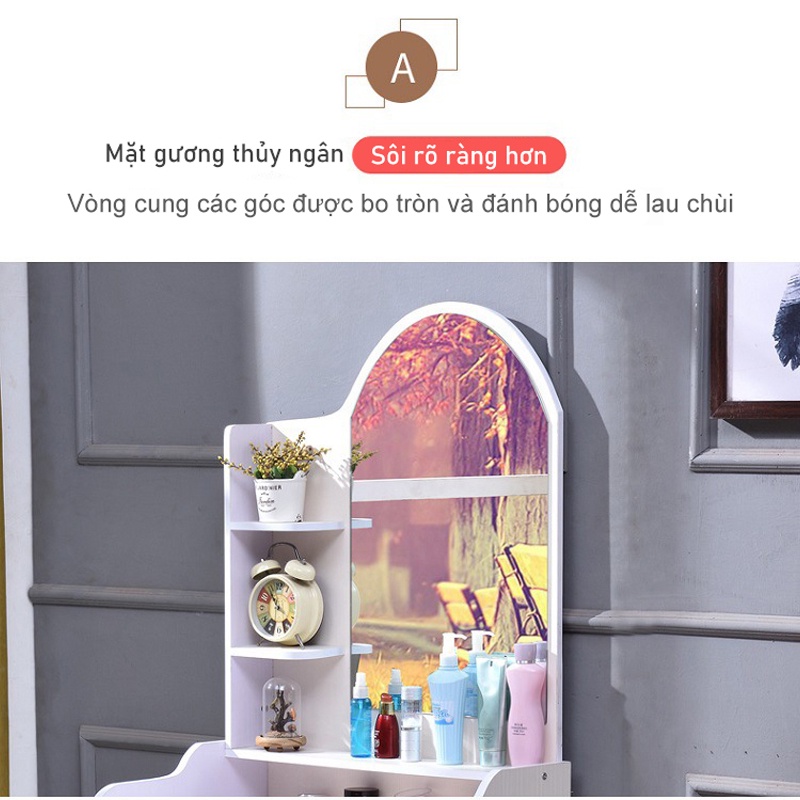 A
Mặt gương thủy ngân Sôi rõ ràng hơn
Vòng cung các góc được bo tròn và đánh bóng dễ lau chùi